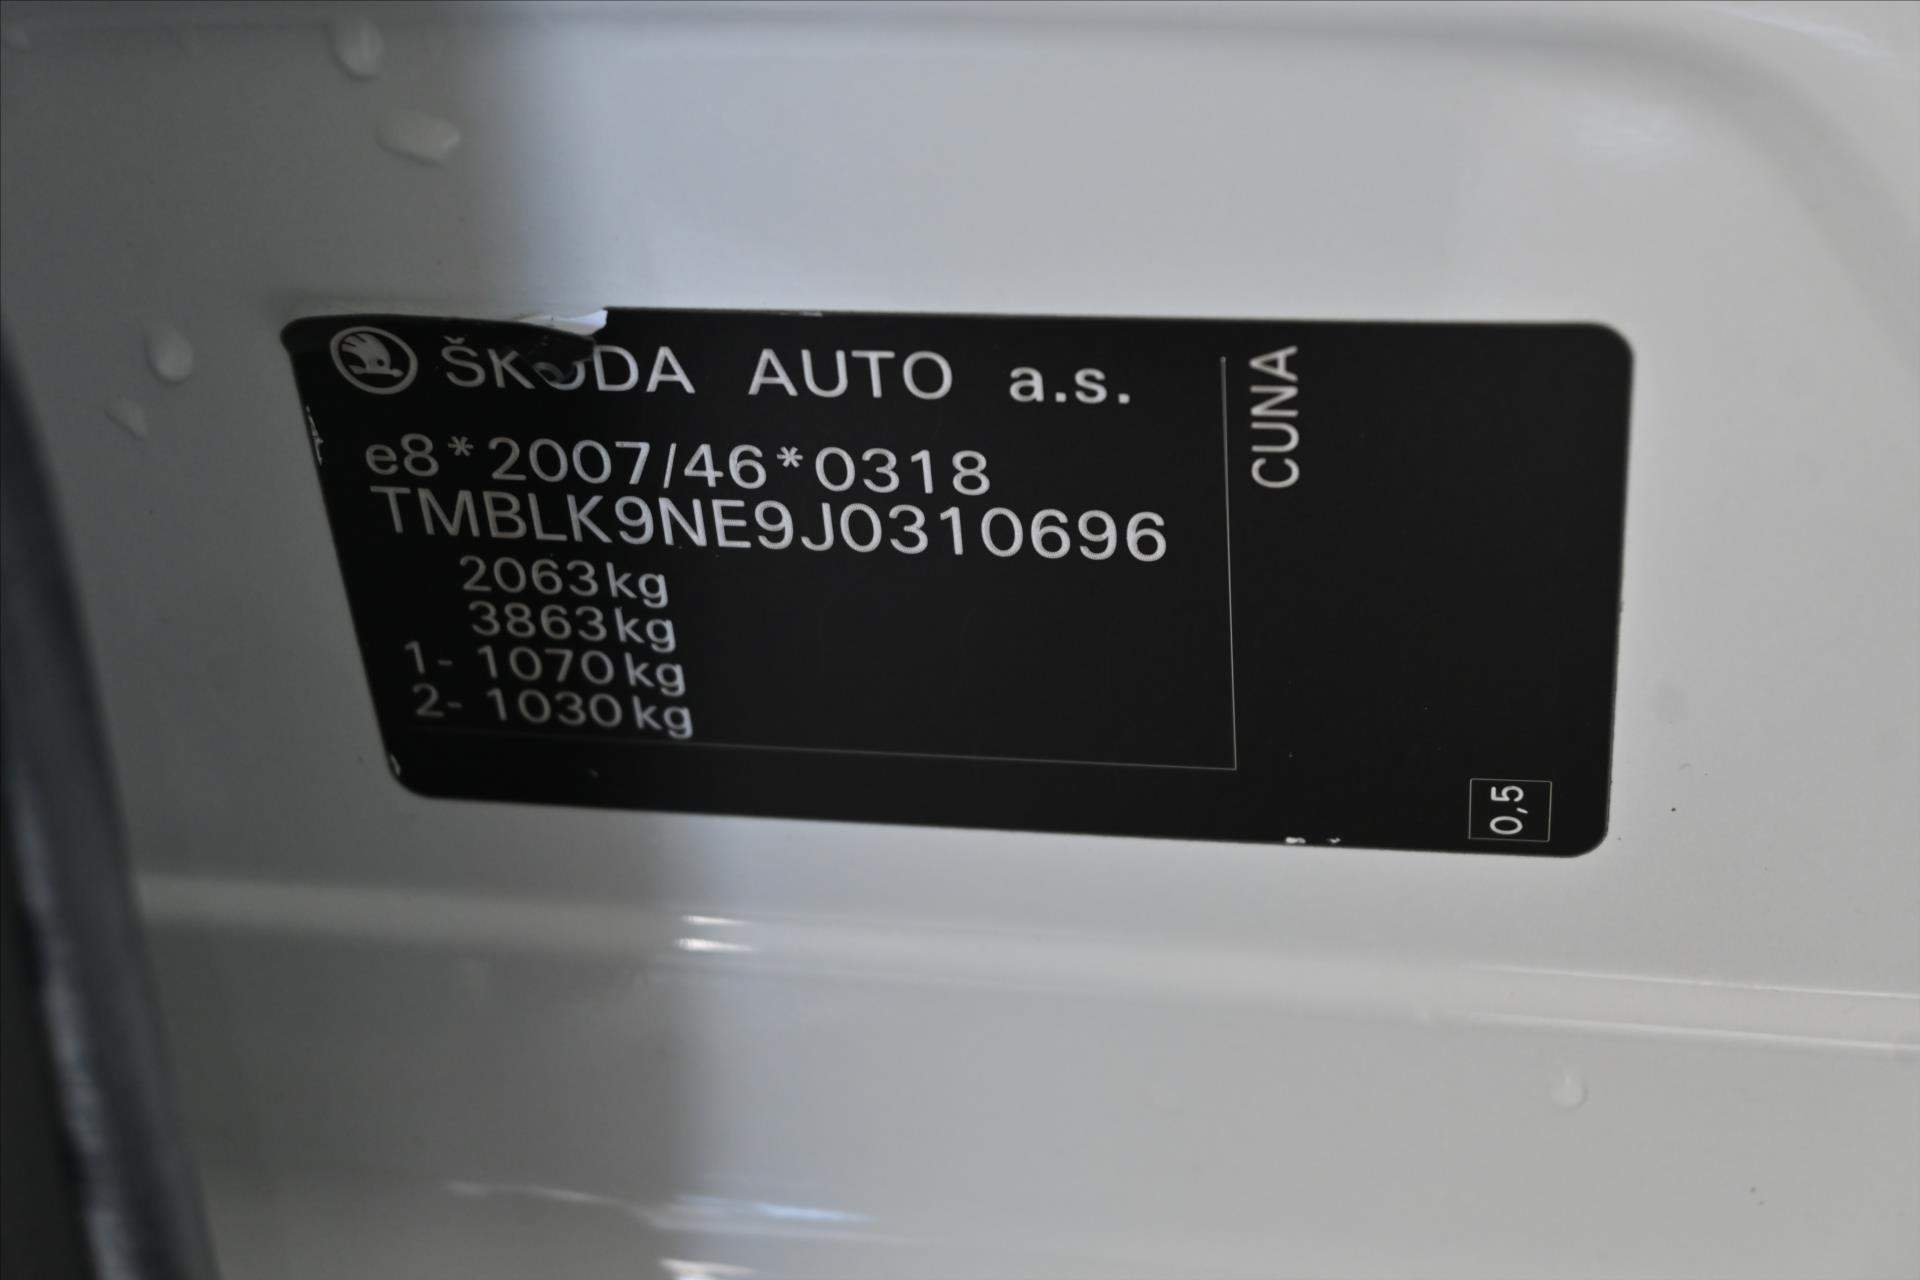 ŠKODA AUTO a.s.
e8*2007/46*0318
TMBLK9NE9J0310696
2063kg
3863kg
1- 1070kg
2- 1030kg
CUNA
0,5